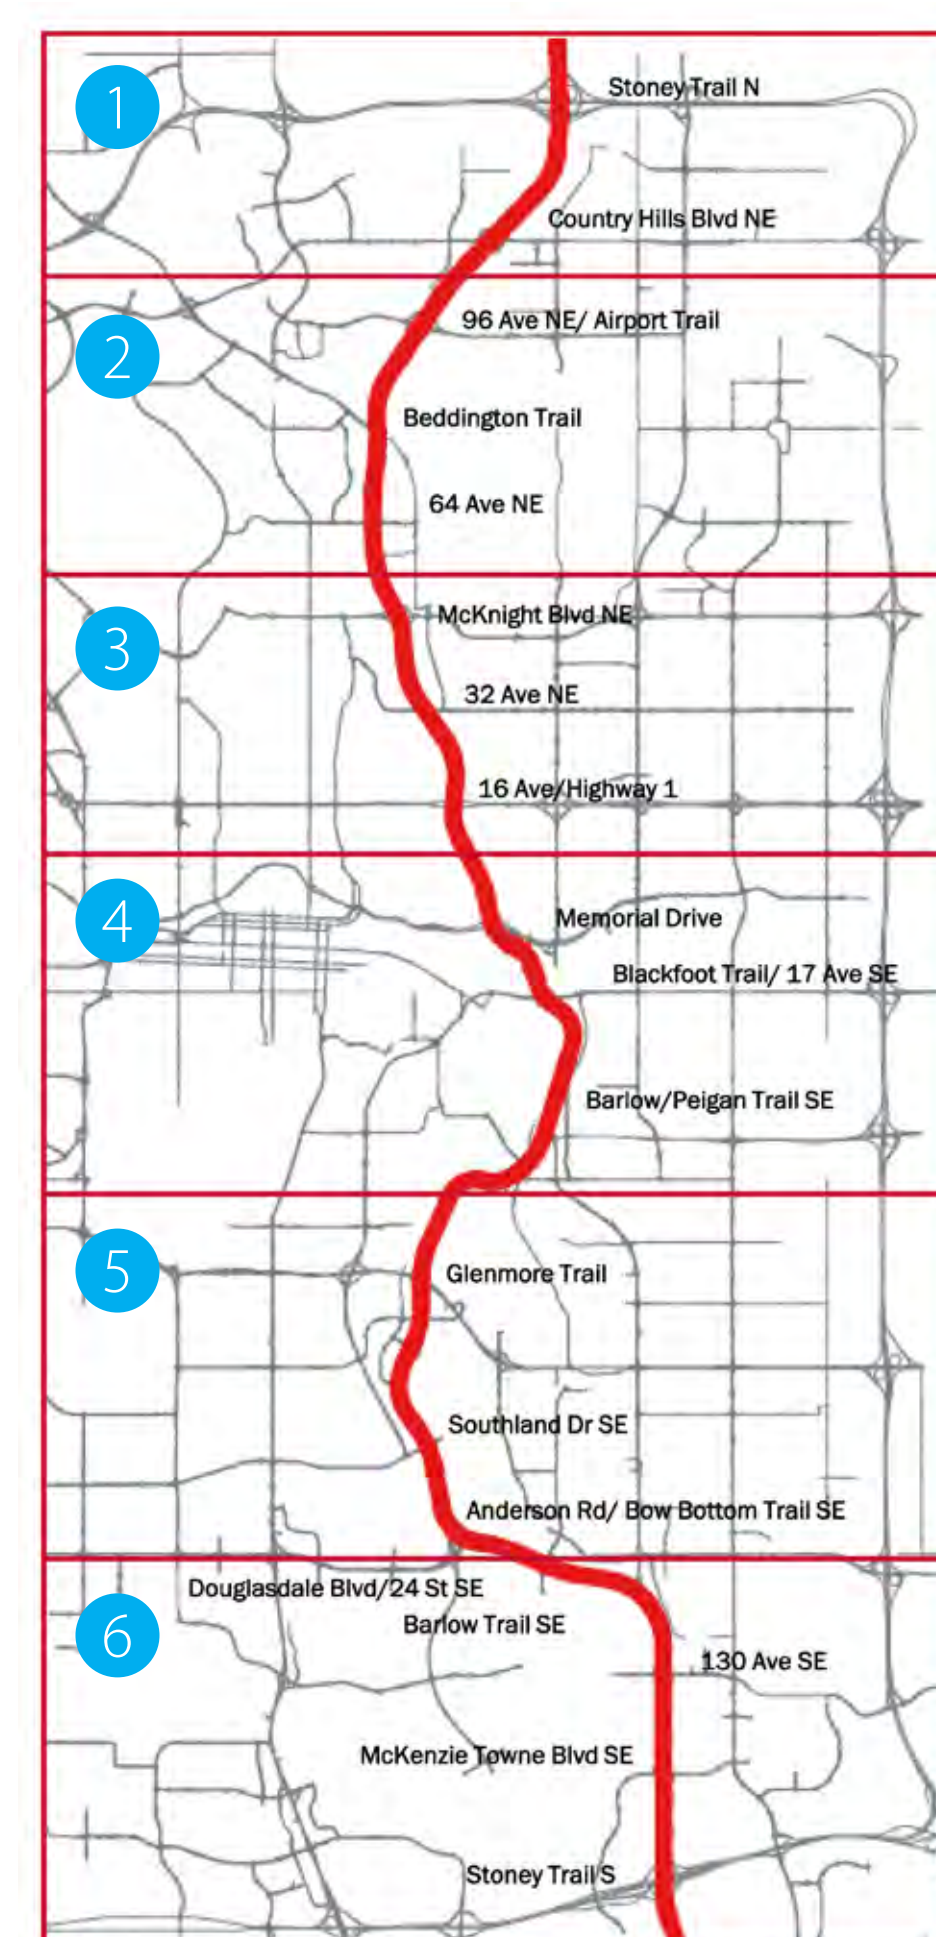 1
Stoney Trail N
Country Hills Blvd NE
2
96 Ave NE/ Airport Trail
Beddington Trail
64 Ave NE
3
McKnight Blvd NE
32 Ave NE
16 Ave/Highway 1
4
Memorial Drive
Blackfoot Trail/ 17 Ave SE
Barlow/Peigan Trail SE
5
Glenmore Trail
Southland Dr SE
Anderson Rd/ Bow Bottom Trail SE
6
Douglasdale Blvd/24 St SE
Barlow Trail SE
130 Ave SE
McKenzie Towne Blvd SE
Stoney Trail S